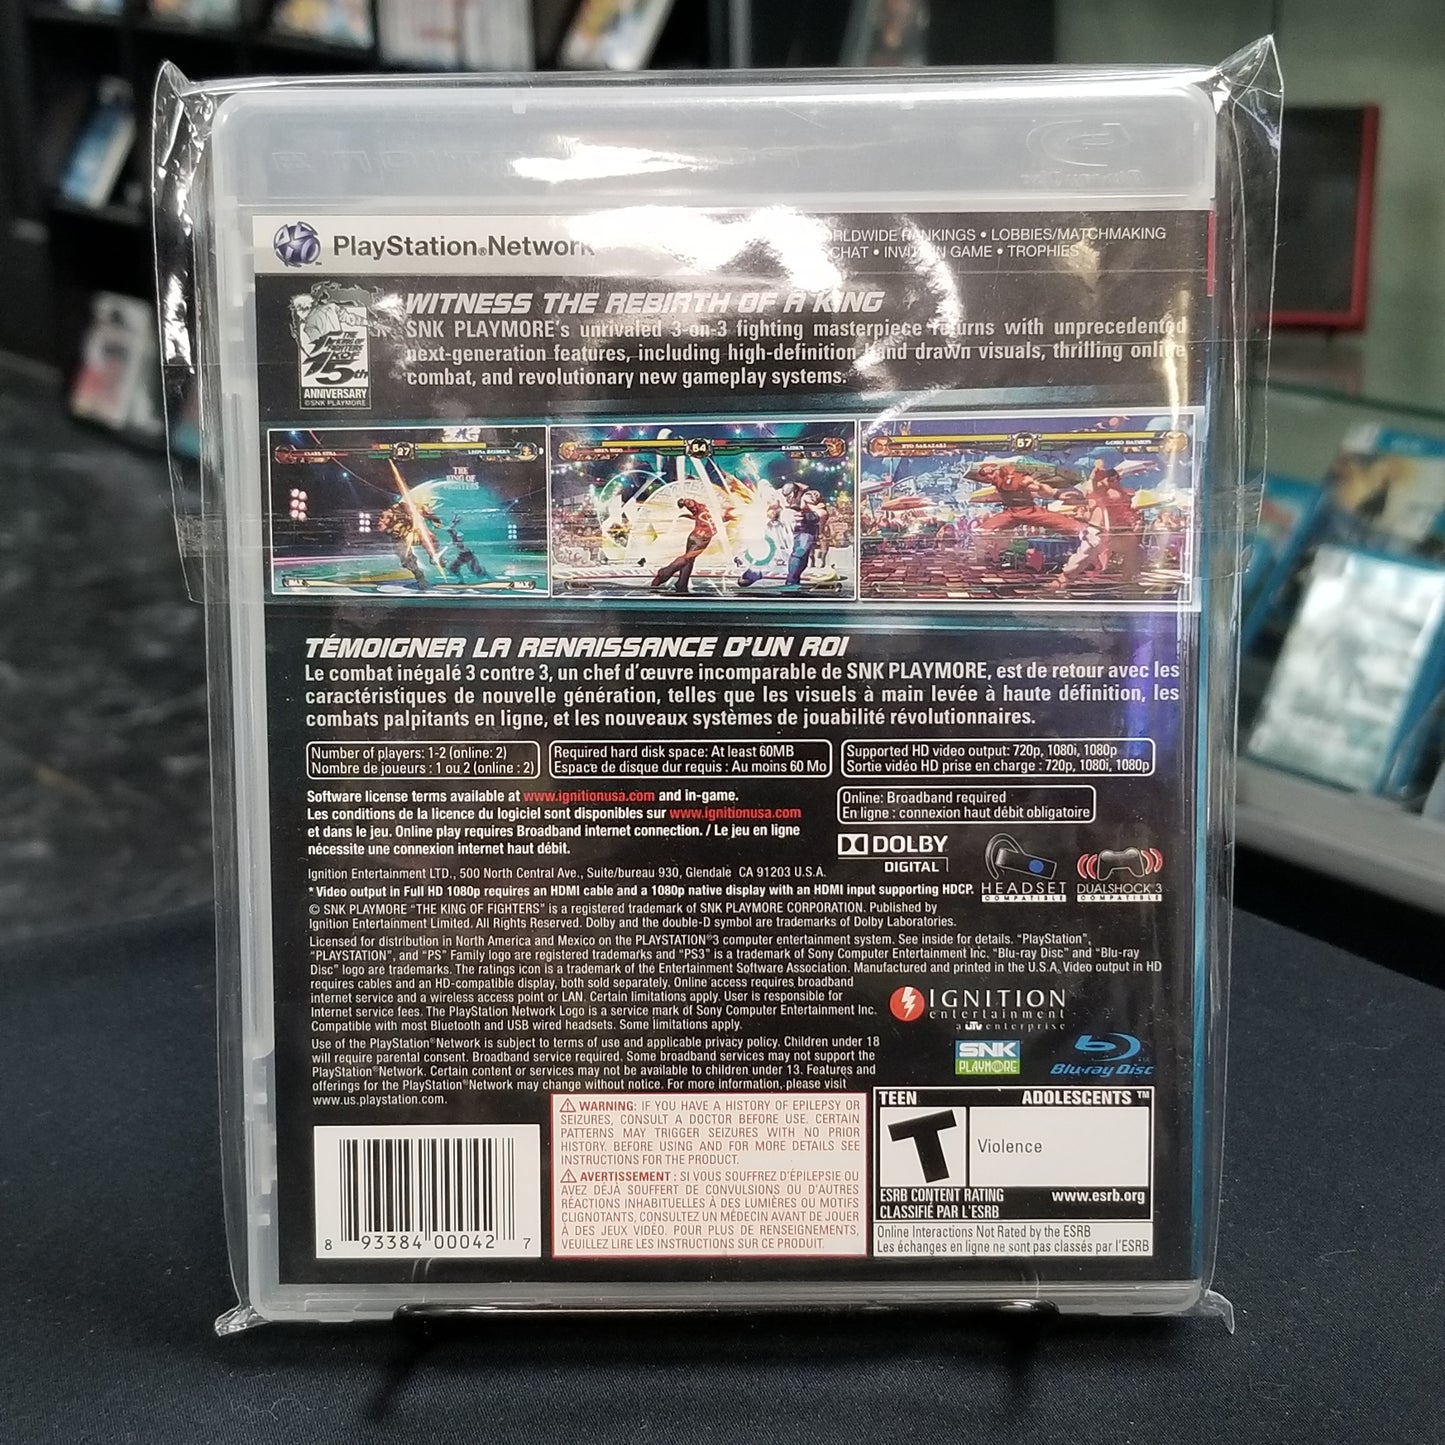 PlayStation®Network
RANKINGS • LOBBIES/MATCHMAKING
CHAT • IN GAME • TROPHIES
WITNESS THE REBIRTH OF A KING
SNK PLAYMORE's unrivaled 3-on-3 fighting masterpiece returns with unprecedented
next-generation features, including high-definition hand drawn visuals, thrilling online
combat, and revolutionary new gameplay systems.
15th
ANNIVERSARY
©SNK PLAYMORE
27
THE
KING OF
FIGHTERS
MAX
64
RYO SAKAZAKI
57
GORO DAIMON
TÉMOIGNER LA RENAISSANCE D'UN ROI
Le combat inégalé 3 contre 3, un chef d'œuvre incomparable de SNK PLAYMORE, est de retour avec les
caractéristiques de nouvelle génération, telles que les visuels à main levée à haute définition, les
combats palpitants en ligne, et les nouveaux systèmes de jouabilité révolutionnaires.
Number of players: 1-2 (online: 2)
Nombre de joueurs : 1 ou 2 (online : 2)
Required hard disk space: At least 60MB
Espace de disque dur requis : Au moins 60 Mo
Supported HD video output: 720p, 1080i, 1080p
Sortie vidéo HD prise en charge : 720p, 1080i, 1080p
Software license terms available at www.ignitionusa.com and in-game.
Les conditions de la licence du logiciel sont disponibles sur www.ignitionusa.com
et dans le jeu. Online play requires Broadband internet connection. / Le jeu en ligne
nécessite une connexion internet haut débit.
Online: Broadband required
En ligne : connexion haut débit obligatoire
DOLBY
DIGITAL
HEADSET
COMPATIBLE
DUALSHOCK 3
COMPATIBLE
Ignition Entertainment LTD., 500 North Central Ave., Suite/bureau 930, Glendale CA 91203 U.S.A.
* Video output in Full HD 1080p requires an HDMI cable and a 1080p native display with an HDMI input supporting HDCP.
© SNK PLAYMORE "THE KING OF FIGHTERS" is a registered trademark of SNK PLAYMORE CORPORATION. Published by
Ignition Entertainment Limited. All Rights Reserved. Dolby and the double-D symbol are trademarks of Dolby Laboratories.
Licensed for distribution in North America and Mexico on the PLAYSTATION®3 computer entertainment system. See inside for details. "PlayStation",
"PLAYSTATION", and "PS" Family logo are registered trademarks and "PS3" is a trademark of Sony Computer Entertainment Inc. "Blu-ray Disc" and "Blu-ray
Disc" logo are trademarks. The ratings icon is a trademark of the Entertainment Software Association. Manufactured and printed in the U.S.A. Video output in HD
requires cables and an HD-compatible display, both sold separately. Online access requires broadband
internet service and a wireless access point or LAN. Certain limitations apply. User is responsible for
Internet service fees. The PlayStation Network Logo is a service mark of Sony Computer Entertainment Inc.
Compatible with most Bluetooth and USB wired headsets. Some limitations apply.
Use of the PlayStation®Network is subject to terms of use and applicable privacy policy. Children under 18
will require parental consent. Broadband service required. Some broadband services may not support the
PlayStation®Network. Certain content or services may not be available to children under 13. Features and
offerings for the PlayStation®Network may change without notice. For more information, please visit
www.us.playstation.com.
IGNITION
entertainment
a UTV enterprise
SNK
PLAYMORE
Blu-ray Disc
WARNING: IF YOU HAVE A HISTORY OF EPILEPSY OR
SEIZURES, CONSULT A DOCTOR BEFORE USE. CERTAIN
PATTERNS MAY TRIGGER SEIZURES WITH NO PRIOR
HISTORY. BEFORE USING AND FOR MORE DETAILS SEE
INSTRUCTIONS FOR THE PRODUCT.
AVERTISSEMENT : SI VOUS SOUFFREZ D'ÉPILEPSIE OU
AVEZ DÉJÀ SOUFFERT DE CONVULSIONS OU D'AUTRES
RÉACTIONS INHABITUELLES À DES LUMIÈRES OU MOTIFS
CLIGNOTANTS, CONSULTEZ UN MÉDECIN AVANT DE JOUER
À DES JEUX VIDÉO. POUR PLUS DE RENSEIGNEMENTS,
VEUILLEZ LIRE LES INSTRUCTIONS SUR CE PRODUIT.
TEEN ADOLESCENTS ™
T
Violence
ESRB CONTENT RATING www.esrb.org
CLASSIFIÉ PAR L'ESRB
Online Interactions Not Rated by the ESRB
Les échanges en ligne ne sont pas classés par l'ESRB
8 93384 00042 7